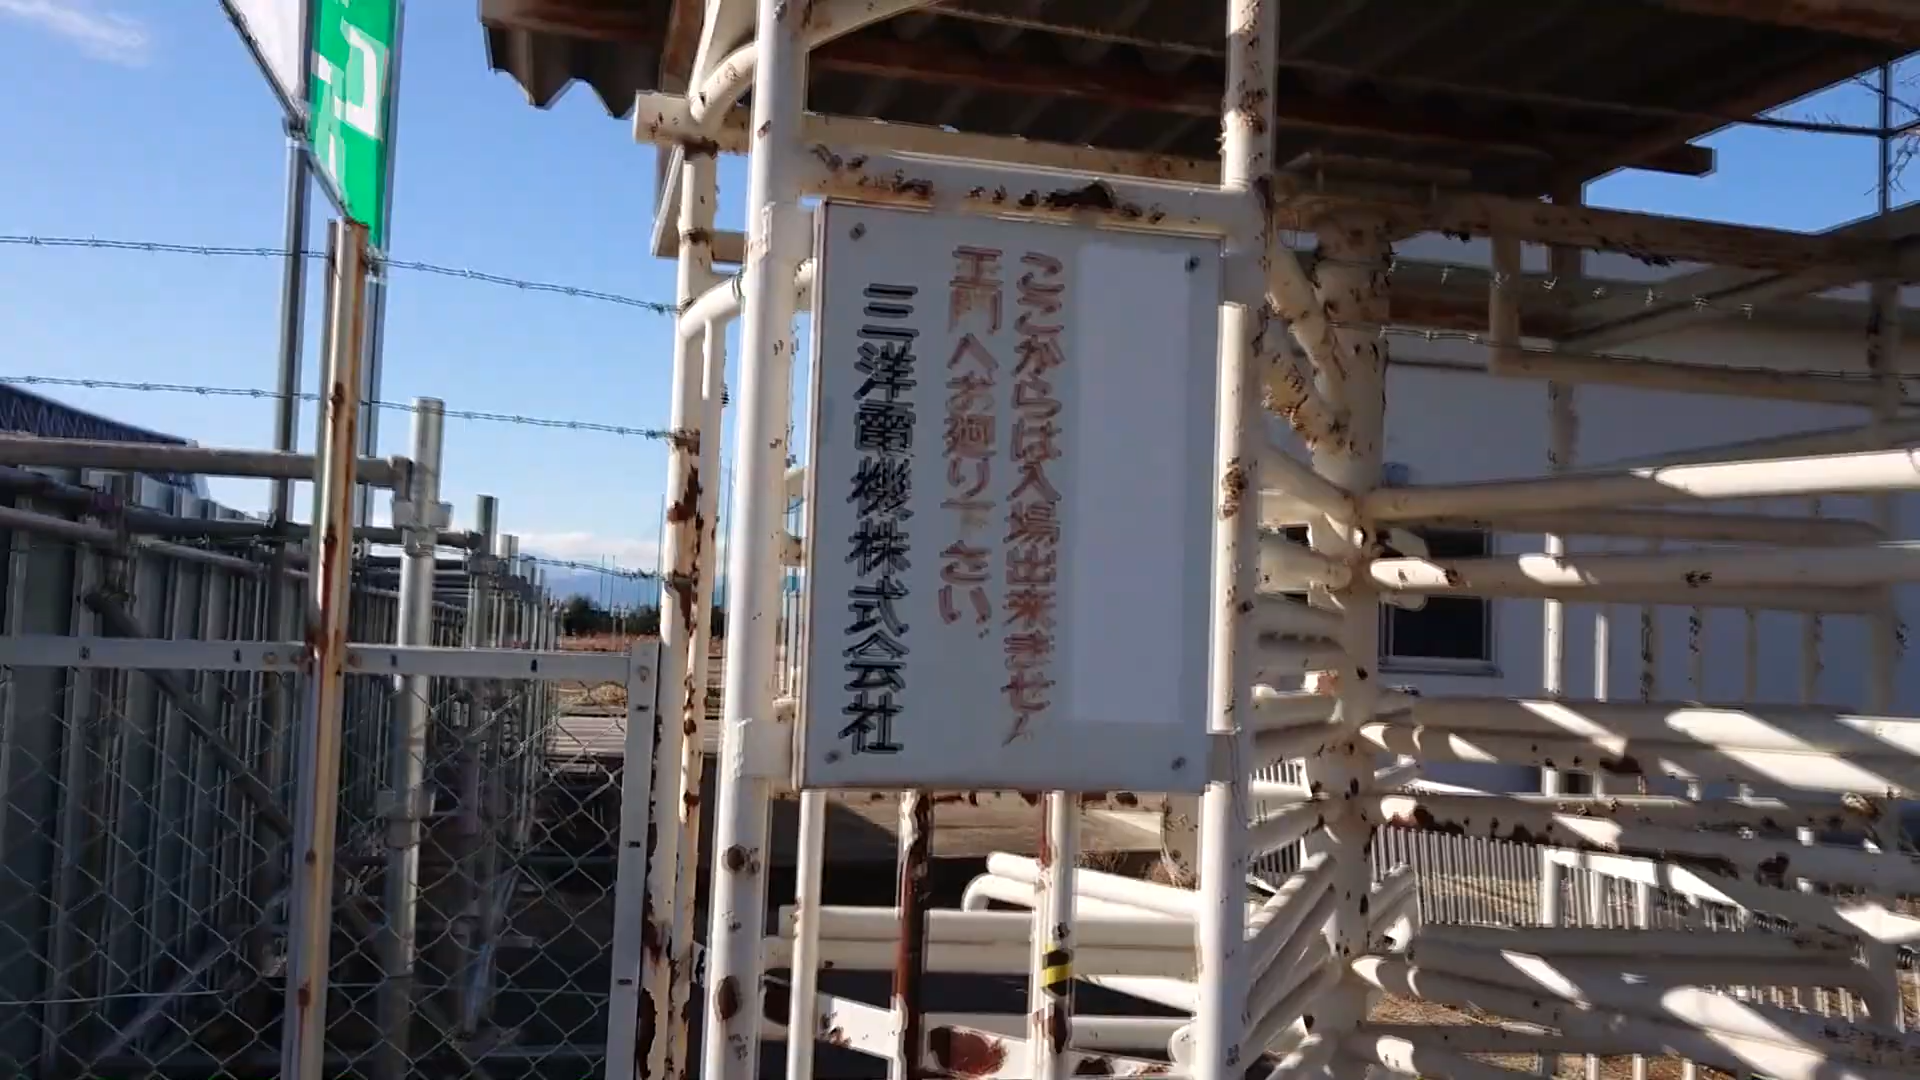 ここからは入場出来ません
正門へお廻り下さい
三洋電機株式会社